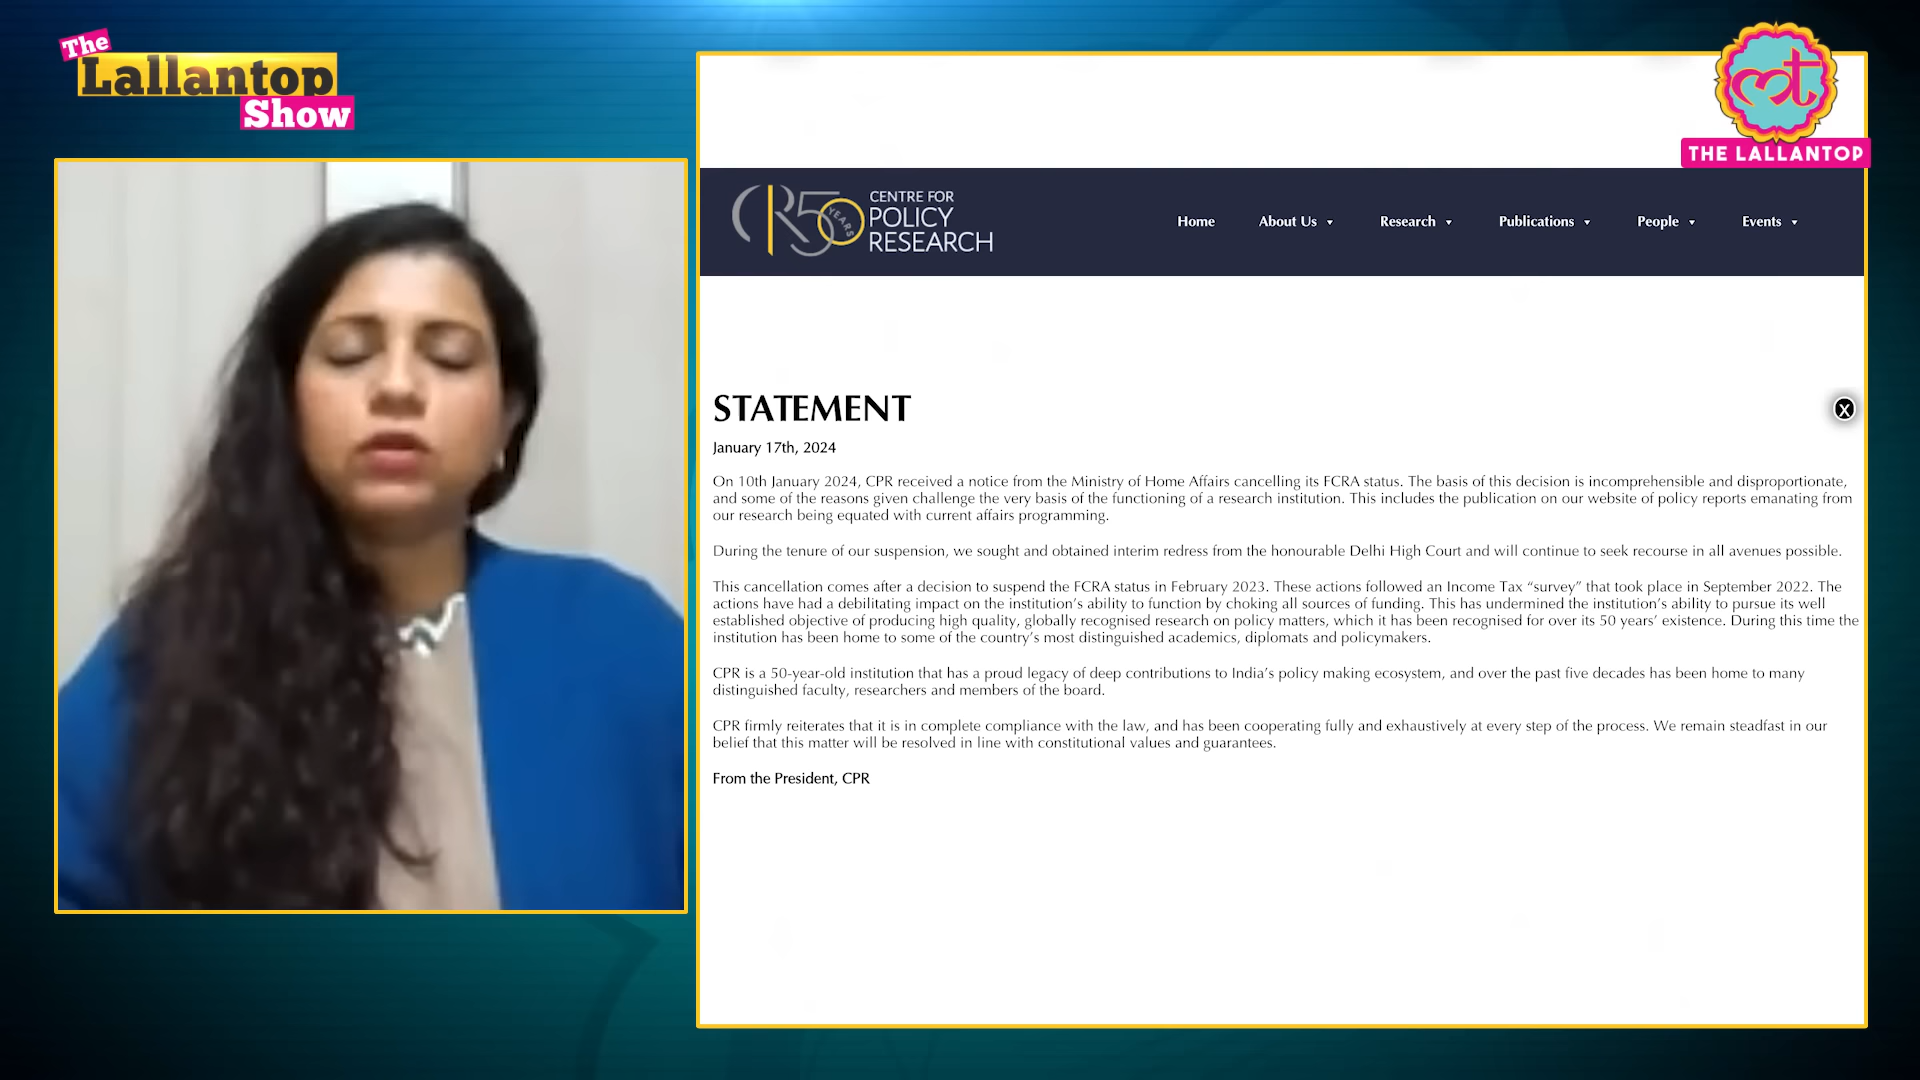 The
Lallantop
Show
मत
THE LALLANTOP
CPR 50
YEARS
CENTRE FOR
POLICY
RESEARCH
Home About Us Research Publications People Events
STATEMENT
X
January 17th, 2024
On 10th January 2024, CPR received a notice from the Ministry of Home Affairs cancelling its FCRA status. The basis of this decision is incomprehensible and disproportionate,
and some of the reasons given challenge the very basis of the functioning of a research institution. This includes the publication on our website of policy reports emanating from
our research being equated with current affairs programming.
During the tenure of our suspension, we sought and obtained interim redress from the honourable Delhi High Court and will continue to seek recourse in all avenues possible.
This cancellation comes after a decision to suspend the FCRA status in February 2023. These actions followed an Income Tax “survey” that took place in September 2022. The
actions have had a debilitating impact on the institution’s ability to function by choking all sources of funding. This has undermined the institution’s ability to pursue its well
established objective of producing high quality, globally recognised research on policy matters, which it has been recognised for over its 50 years’ existence. During this time the
institution has been home to some of the country’s most distinguished academics, diplomats and policymakers.
CPR is a 50-year-old institution that has a proud legacy of deep contributions to India’s policy making ecosystem, and over the past five decades has been home to many
distinguished faculty, researchers and members of the board.
CPR firmly reiterates that it is in complete compliance with the law, and has been cooperating fully and exhaustively at every step of the process. We remain steadfast in our
belief that this matter will be resolved in line with constitutional values and guarantees.
From the President, CPR